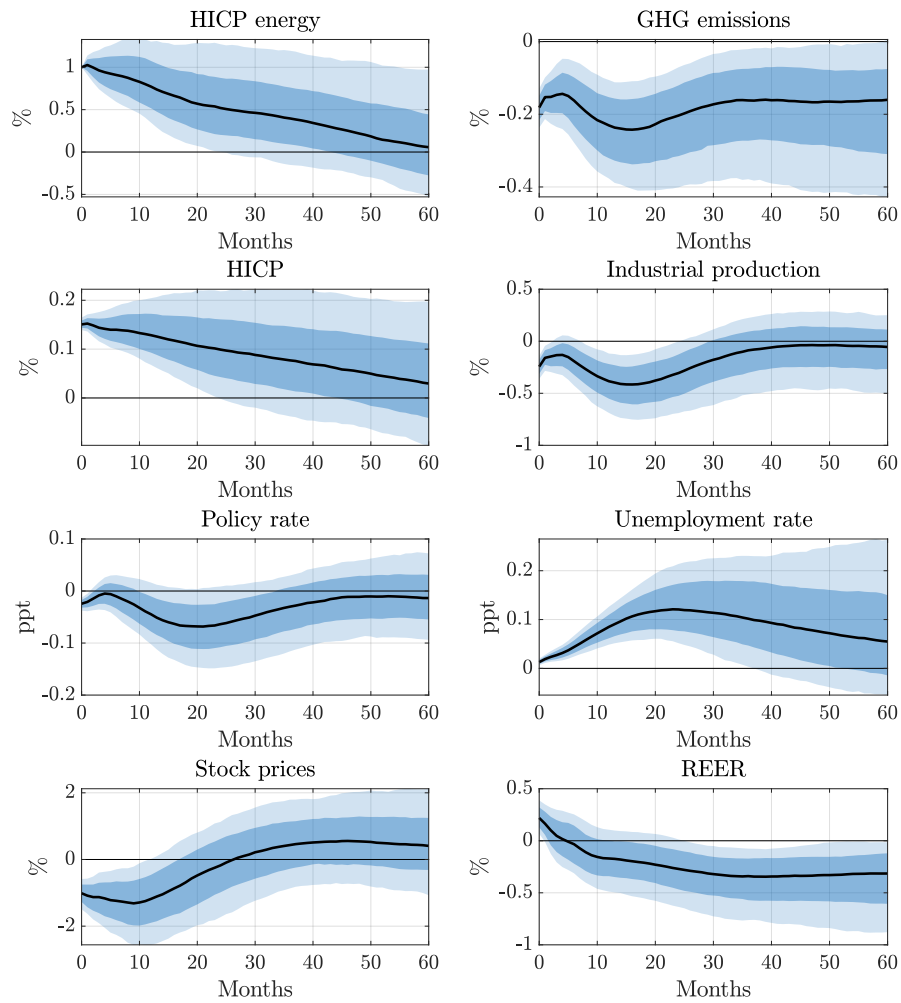 HICP energy
1
0.5
0
-0.5
%
0 10 20 30 40 50 60
Months
GHG emissions
0
-0.2
-0.4
%
0 10 20 30 40 50 60
Months
HICP
0.2
0.1
0
%
0 10 20 30 40 50 60
Months
Industrial production
0.5
0
-0.5
-1
%
0 10 20 30 40 50 60
Months
Policy rate
0.1
0
-0.1
-0.2
ppt
0 10 20 30 40 50 60
Months
Unemployment rate
0.2
0.1
0
ppt
0 10 20 30 40 50 60
Months
Stock prices
2
0
-2
%
0 10 20 30 40 50 60
Months
REER
0.5
0
-0.5
-1
%
0 10 20 30 40 50 60
Months